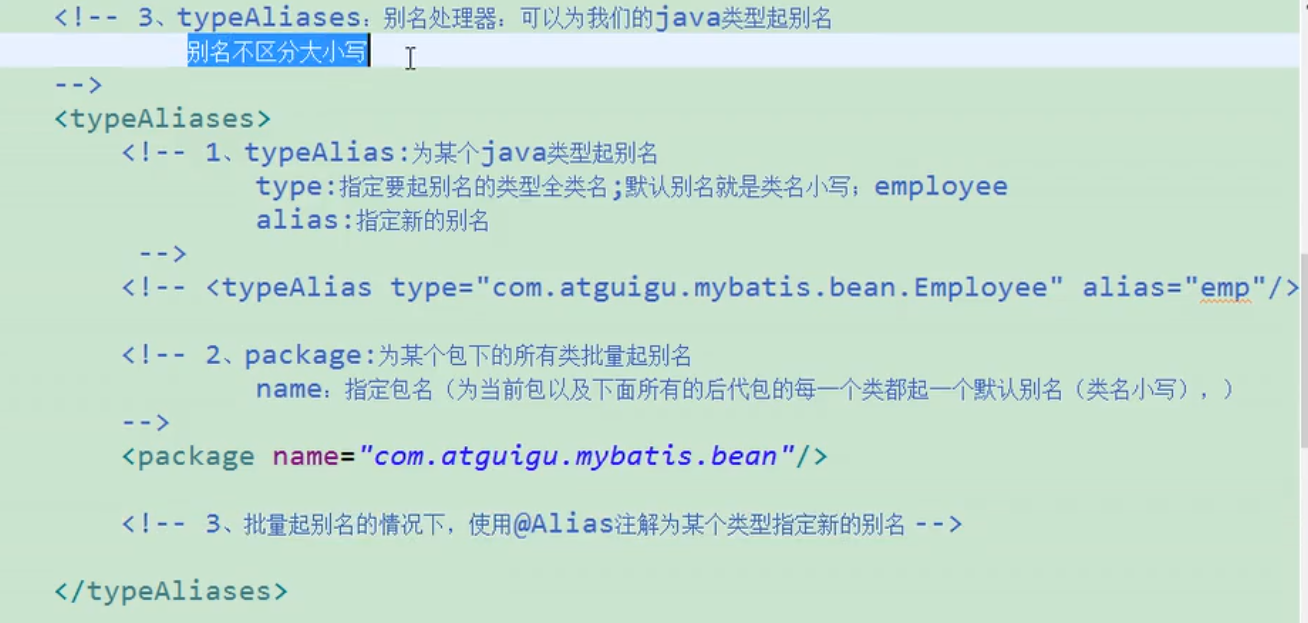 <!-- 3、typeAliases：别名处理器：可以为我们的java类型起别名
别名不区分大小写
-->
<typeAliases>
<!-- 1、typeAlias:为某个java类型起别名
type:指定要起别名的类型全类名;默认别名就是类名小写；employee
alias:指定新的别名
-->
<!-- <typeAlias type="com.atguigu.mybatis.bean.Employee" alias="emp"/>
<!-- 2、package:为某个包下的所有类批量起别名
name：指定包名（为当前包以及下面所有的后代包的每一个类都起一个默认别名（类名小写），）
-->
<package name="com.atguigu.mybatis.bean"/>
<!-- 3、批量起别名的情况下，使用@Alias注解为某个类型指定新的别名 -->
</typeAliases>